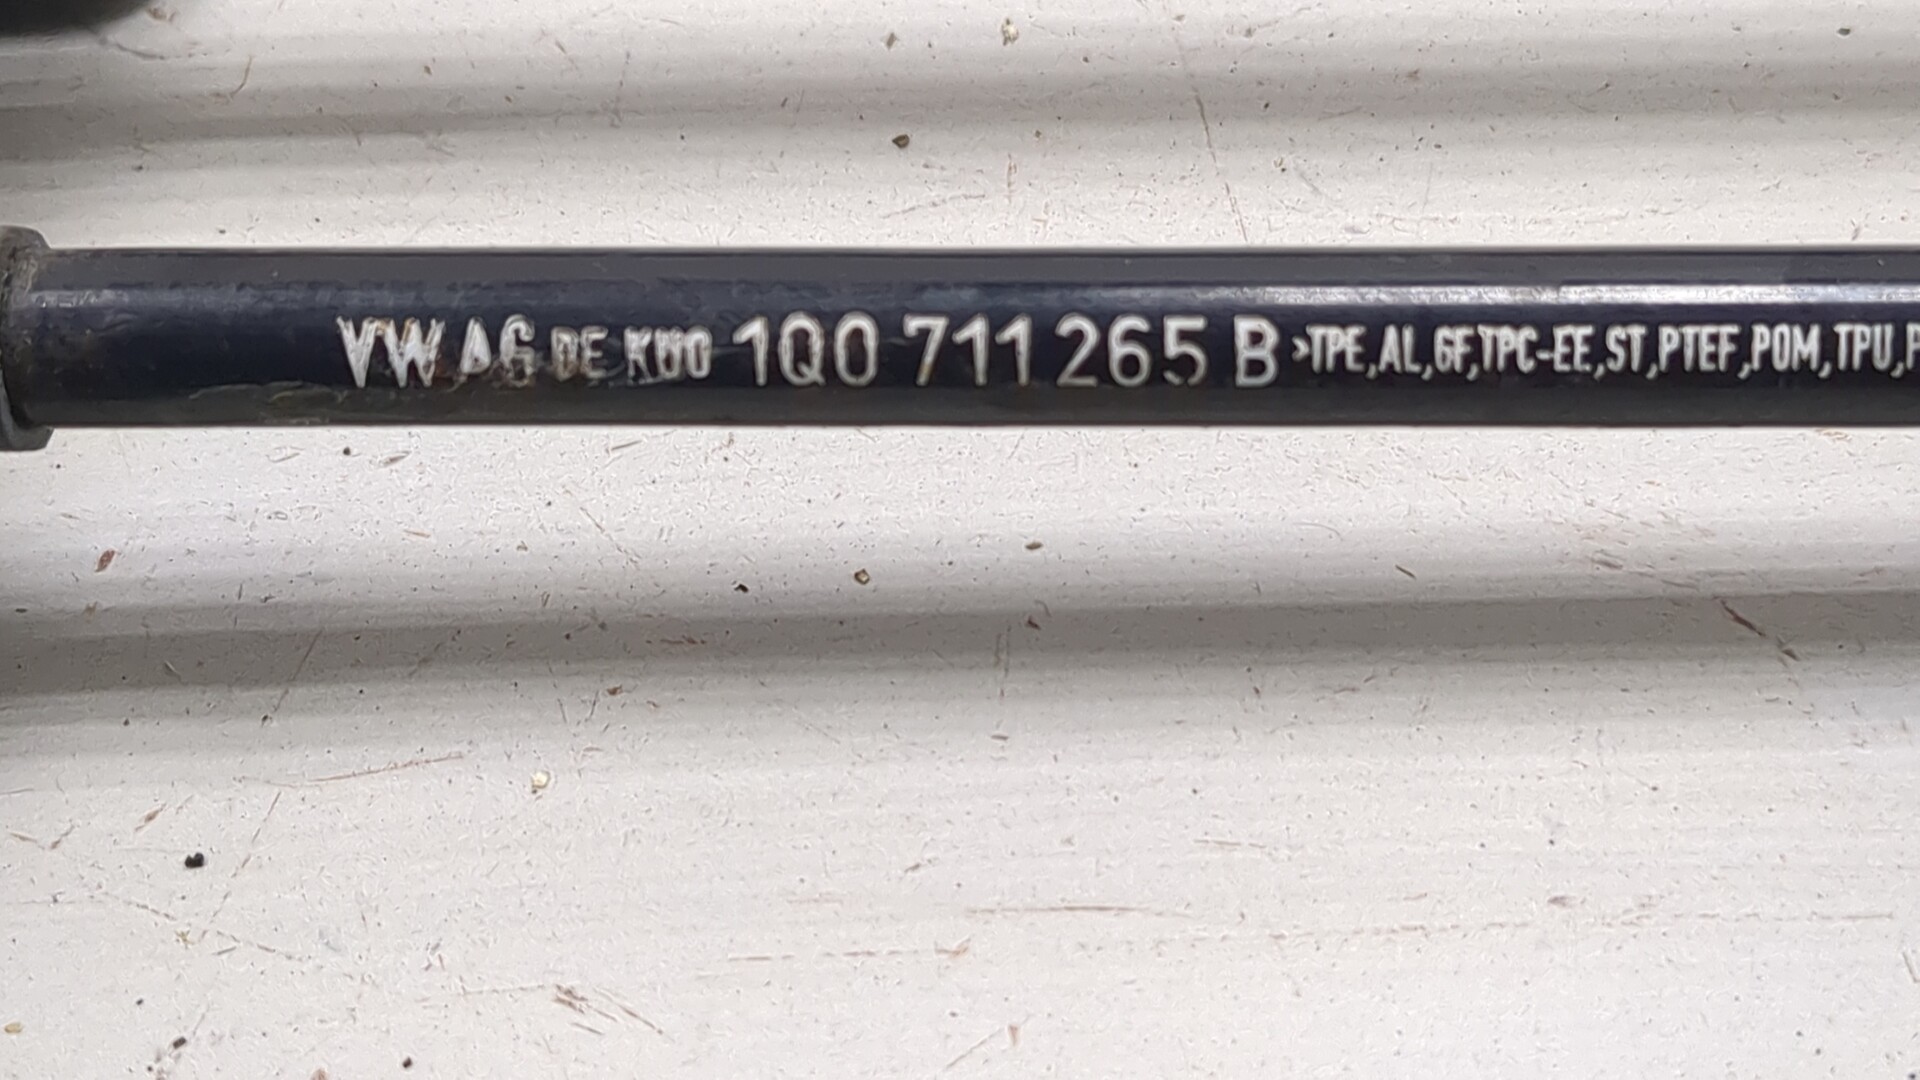 VW AG DE KUO 1Q0 711 265 B >TPE,AL,GF,TPC-EE,ST,PTEF,POM,TPU,P